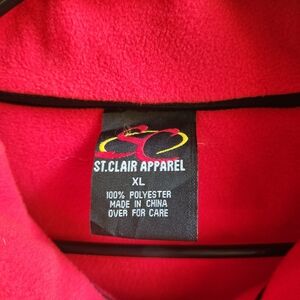 ST.CLAIR APPAREL
XL
100% POLYESTER
MADE IN CHINA
OVER FOR CARE